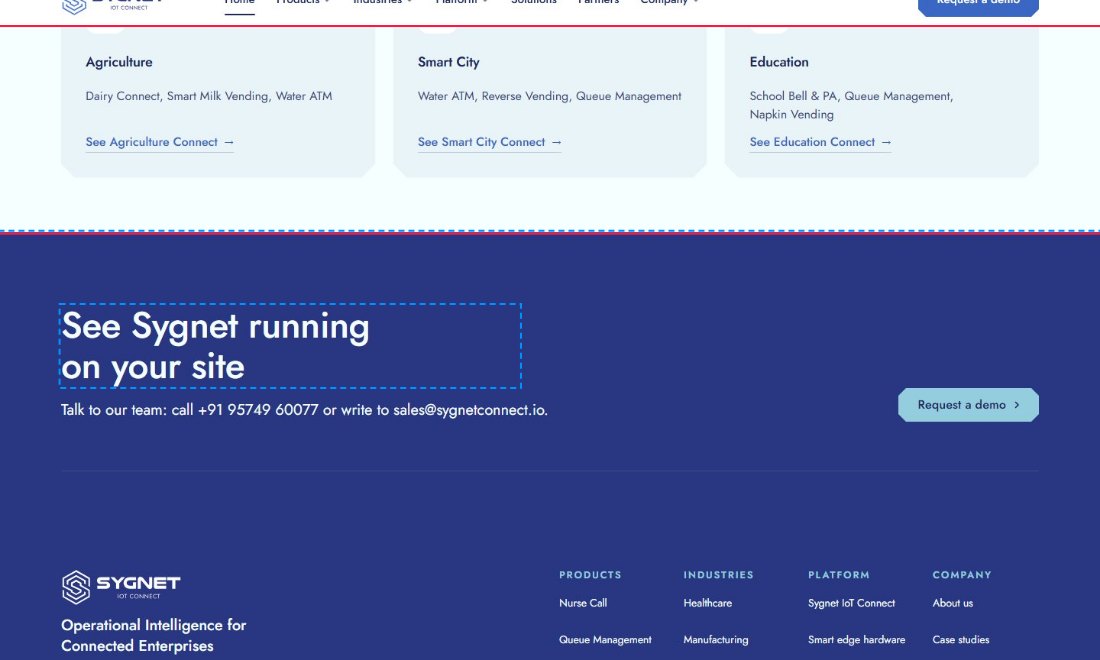 SYGNET
IOT CONNECT
Home Products Industries Platform Solutions Partners Company Request a demo
Agriculture
Dairy Connect, Smart Milk Vending, Water ATM
See Agriculture Connect →
Smart City
Water ATM, Reverse Vending, Queue Management
See Smart City Connect →
Education
School Bell & PA, Queue Management,
Napkin Vending
See Education Connect →
See Sygnet running
on your site
Talk to our team: call +91 95749 60077 or write to sales@sygnetconnect.io.
Request a demo ›
SYGNET
IOT CONNECT
Operational Intelligence for
Connected Enterprises
PRODUCTS
Nurse Call
Queue Management
INDUSTRIES
Healthcare
Manufacturing
PLATFORM
Sygnet IoT Connect
Smart edge hardware
COMPANY
About us
Case studies